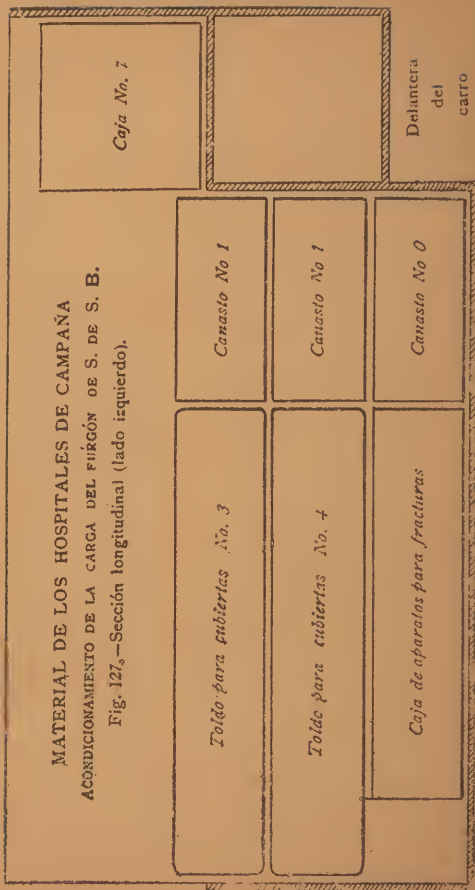 MATERIAL DE LOS HOSPITALES DE CAMPAÑA
ACONDICIONAMIENTO DE LA CARGA DEL FURGÓN DE S. DE S. B.
Fig. 127.—Sección longitudinal (lado izquierdo).
Caja No. 7
Toldo para cubiertas No. 3
Canasto No 1
Toldo para cubiertas No. 4
Canasto No 1
Caja de aparatos para fracturas
Canasto No 0
Delantera
del
carro